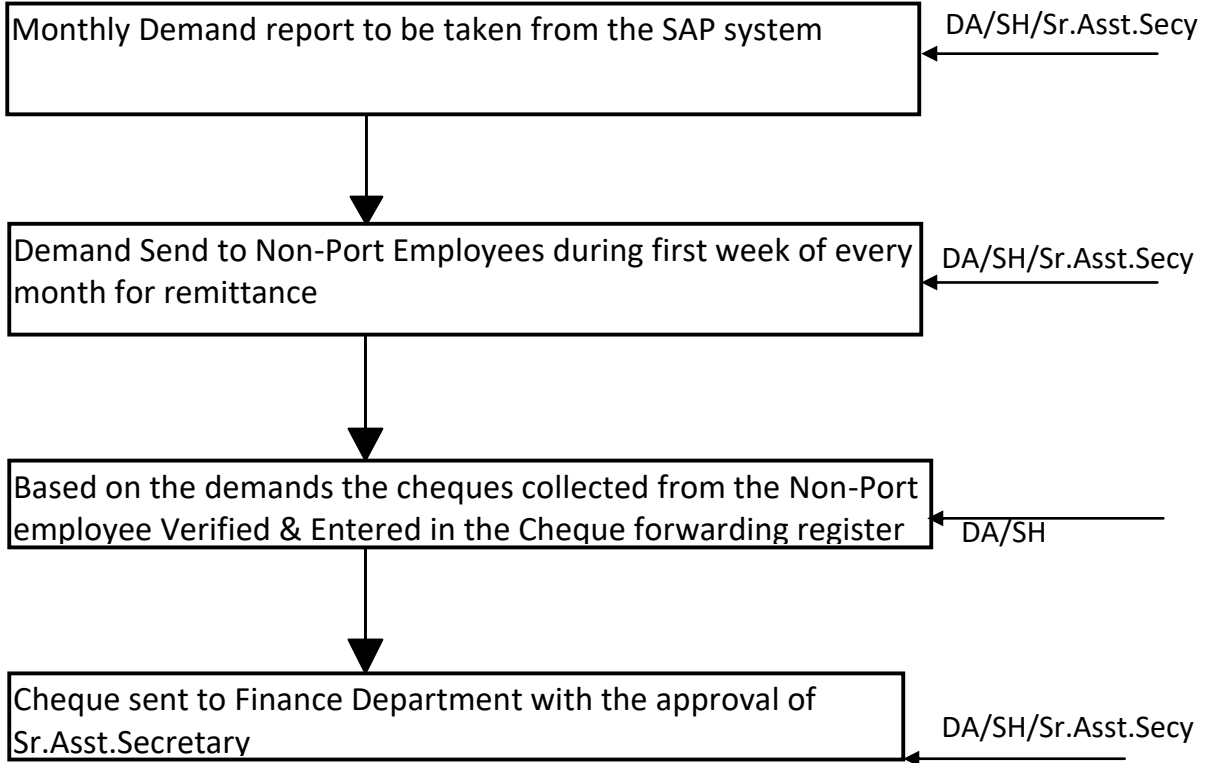 Monthly Demand report to be taken from the SAP system
DA/SH/Sr.Asst.Secy
Demand Send to Non-Port Employees during first week of every
month for remittance
DA/SH/Sr.Asst.Secy
Based on the demands the cheques collected from the Non-Port
employee Verified & Entered in the Cheque forwarding register
DA/SH
Cheque sent to Finance Department with the approval of
Sr.Asst.Secretary
DA/SH/Sr.Asst.Secy